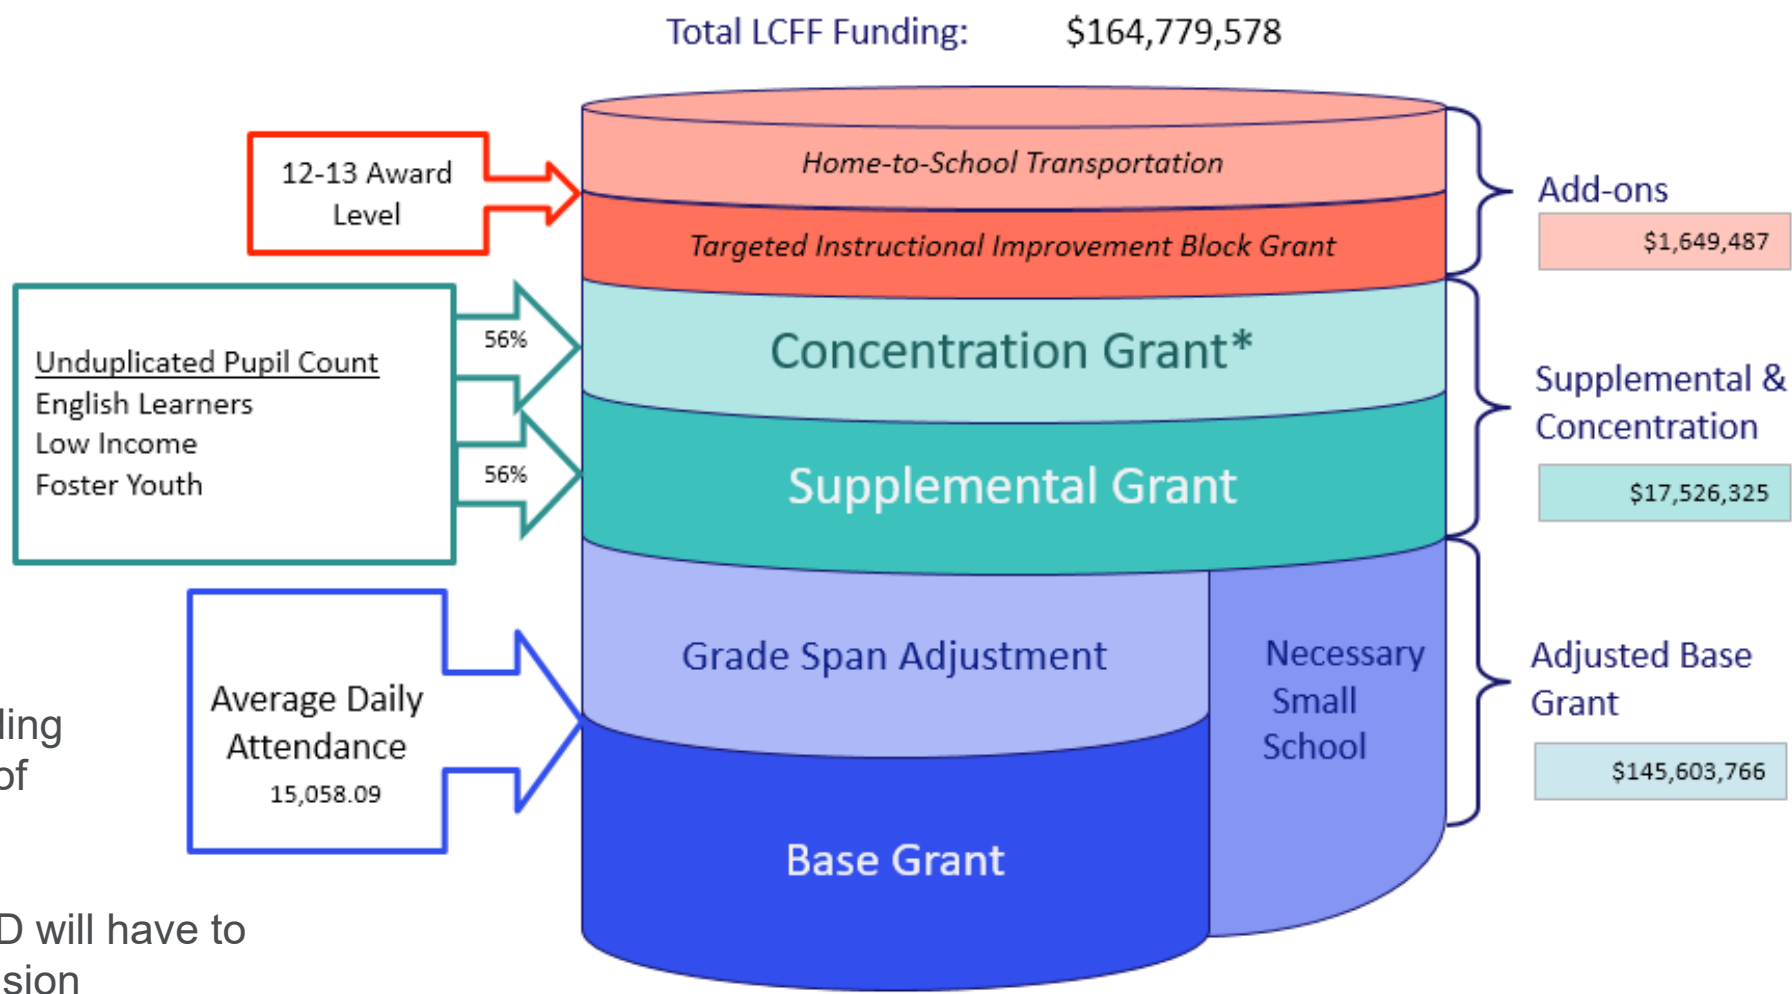 Total LCFF Funding: $164,779,578
12-13 Award
Level
Home-to-School Transportation
Targeted Instructional Improvement Block Grant
Add-ons
$1,649,487
Unduplicated Pupil Count
English Learners
Low Income
Foster Youth
56%
56%
Concentration Grant*
Supplemental Grant
Supplemental &
Concentration
$17,526,325
Average Daily
Attendance
15,058.09
Grade Span Adjustment
Base Grant
Necessary
Small
School
Adjusted Base
Grant
$145,603,766
ling
of
D will have to
sion